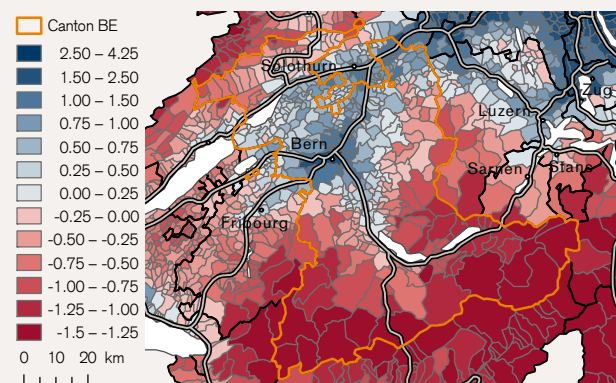 Canton BE
2.50 – 4.25
1.50 – 2.50
1.00 – 1.50
0.75 – 1.00
0.50 – 0.75
0.25 – 0.50
0.00 – 0.25
-0.25 – 0.00
-0.50 – -0.25
-0.75 – -0.50
-1.00 – -0.75
-1.25 – -1.00
-1.5 – -1.25
0 10 20 km
Solothurn
Zug
Luzern
Bern
Sarnen
Stans
Fribourg